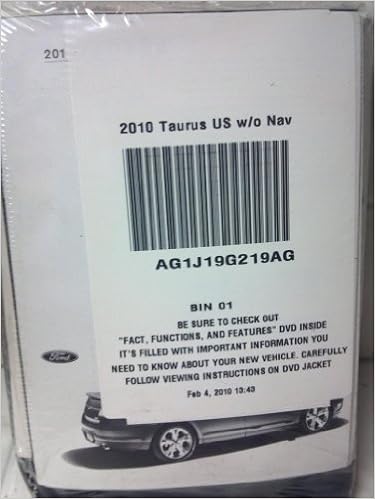 201
2010 Taurus US w/o Nav
AG1J19G219AG
BIN 01
BE SURE TO CHECK OUT
"FACT, FUNCTIONS, AND FEATURES" DVD INSIDE
IT'S FILLED WITH IMPORTANT INFORMATION YOU
NEED TO KNOW ABOUT YOUR NEW VEHICLE. CAREFULLY
FOLLOW VIEWING INSTRUCTIONS ON DVD JACKET
Feb 4, 2010 13:43
Ford